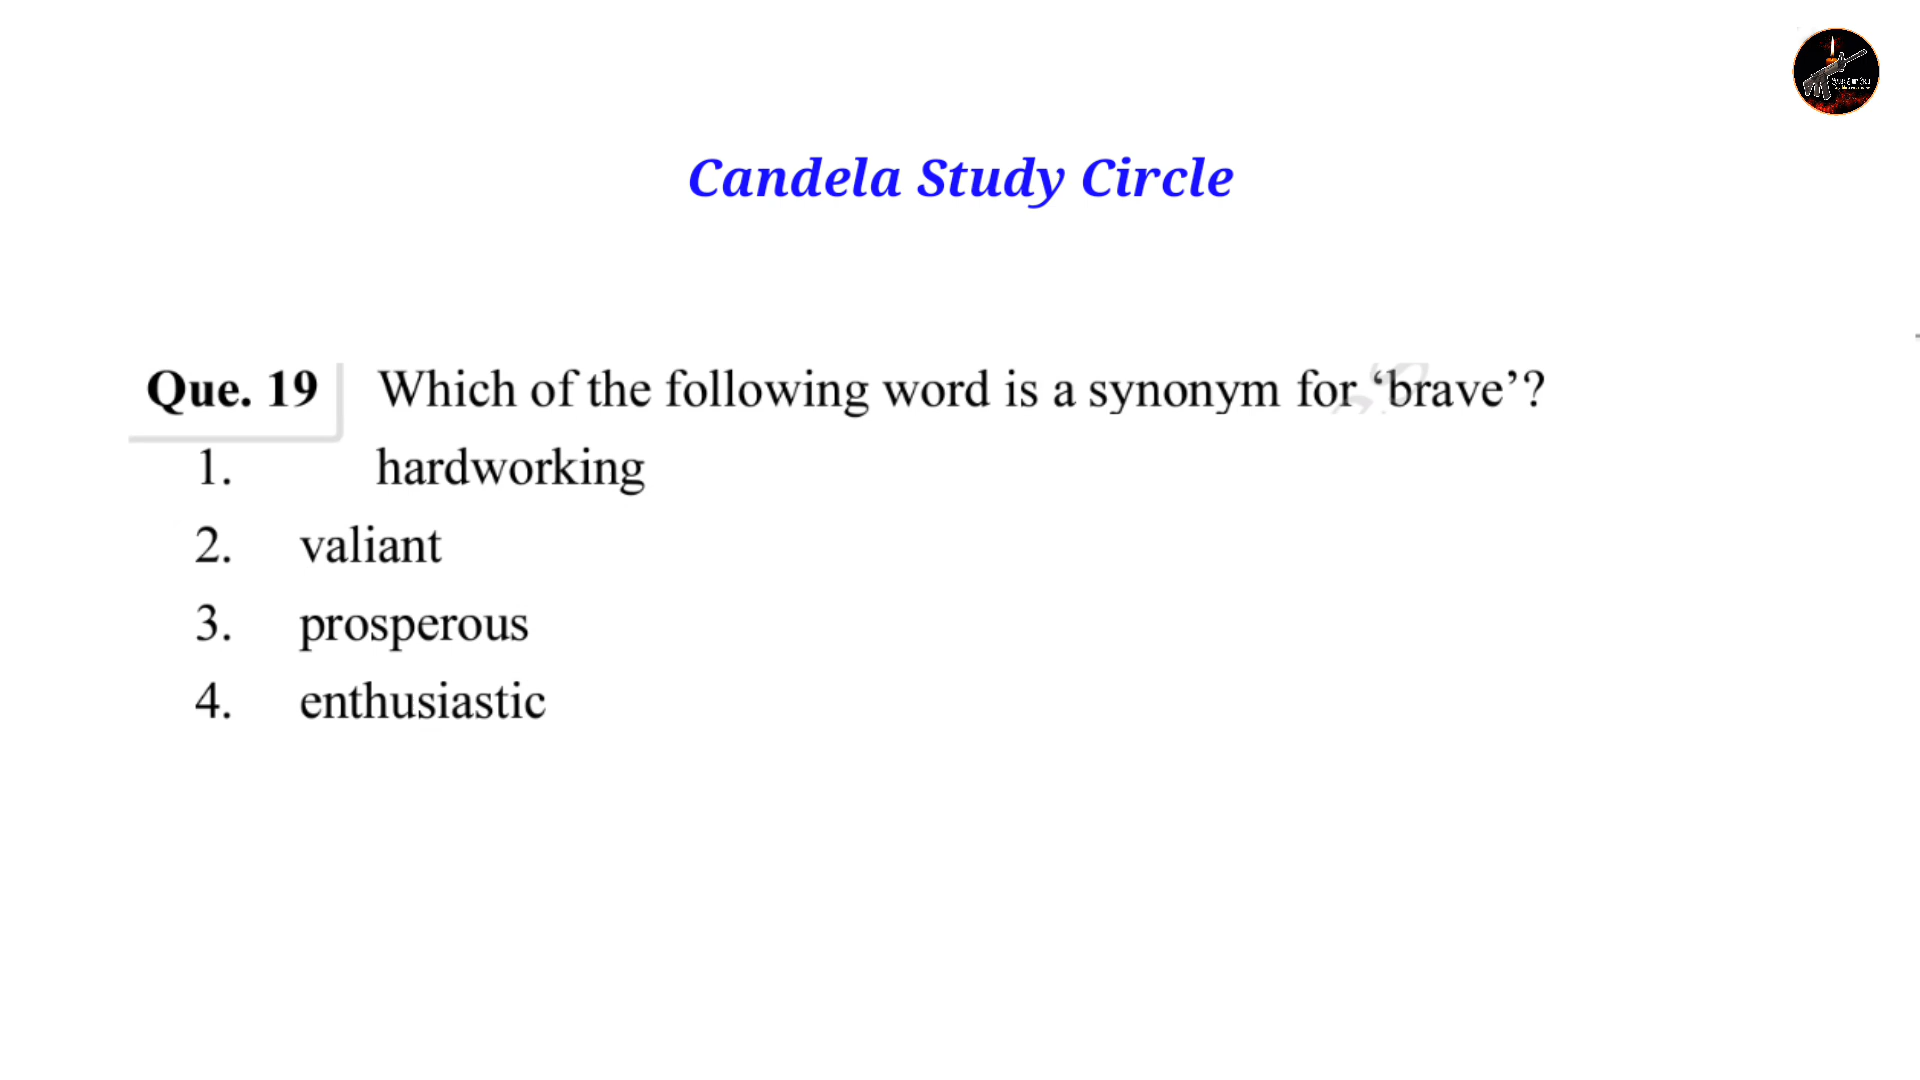 Candela Study Circle
Que. 19 Which of the following word is a synonym for ‘brave’?
1. hardworking
2. valiant
3. prosperous
4. enthusiastic